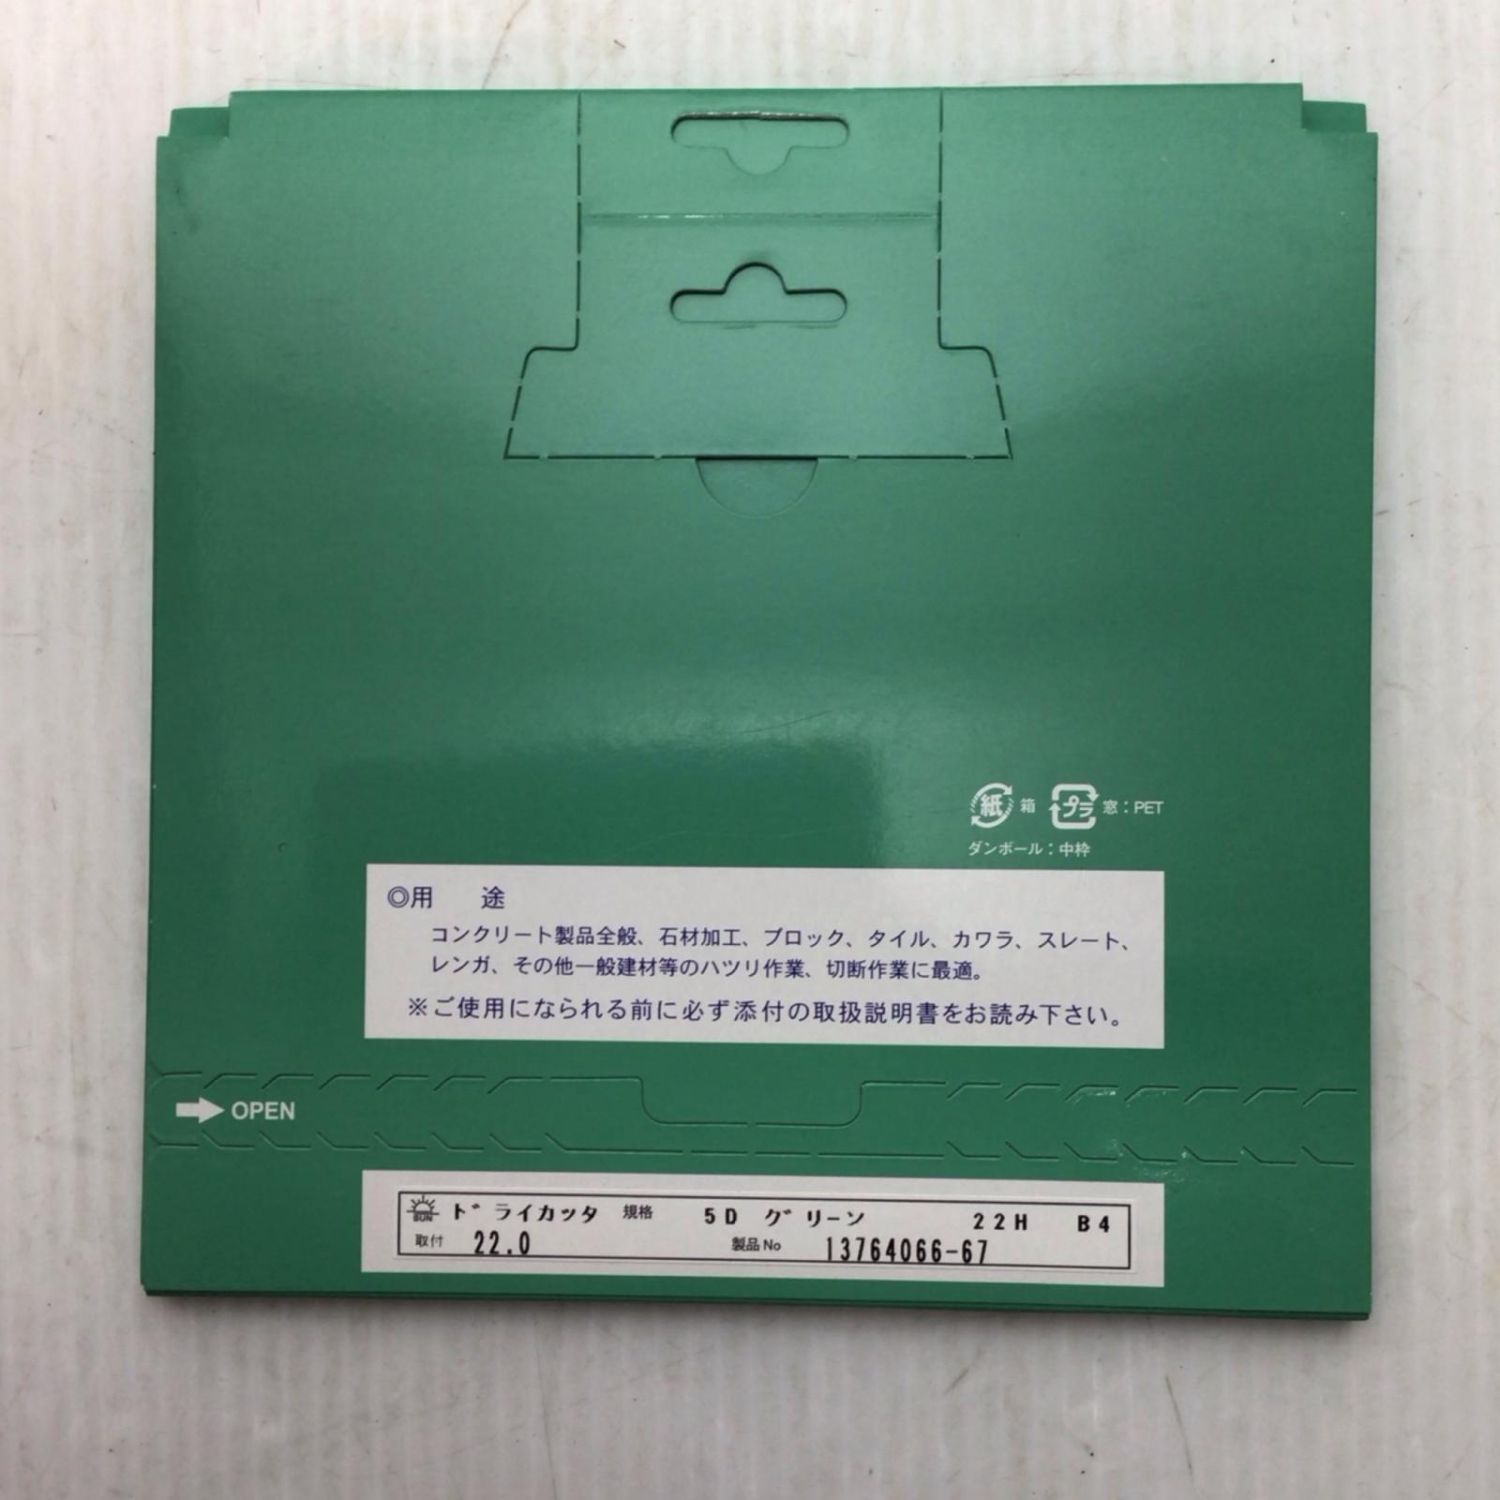 紙 箱 プラ 窓：PET
ダンボール：中枠
◎用　途
コンクリート製品全般、石材加工、ブロック、タイル、カワラ、スレート、
レンガ、その他一般建材等のハツリ作業、切断作業に最適。
※ご使用になられる前に必ず添付の取扱説明書をお読み下さい。
OPEN
SUN ドライカッタ 規格 5D グリーン 22H B4
取付 22.0 製品No 13764066-67